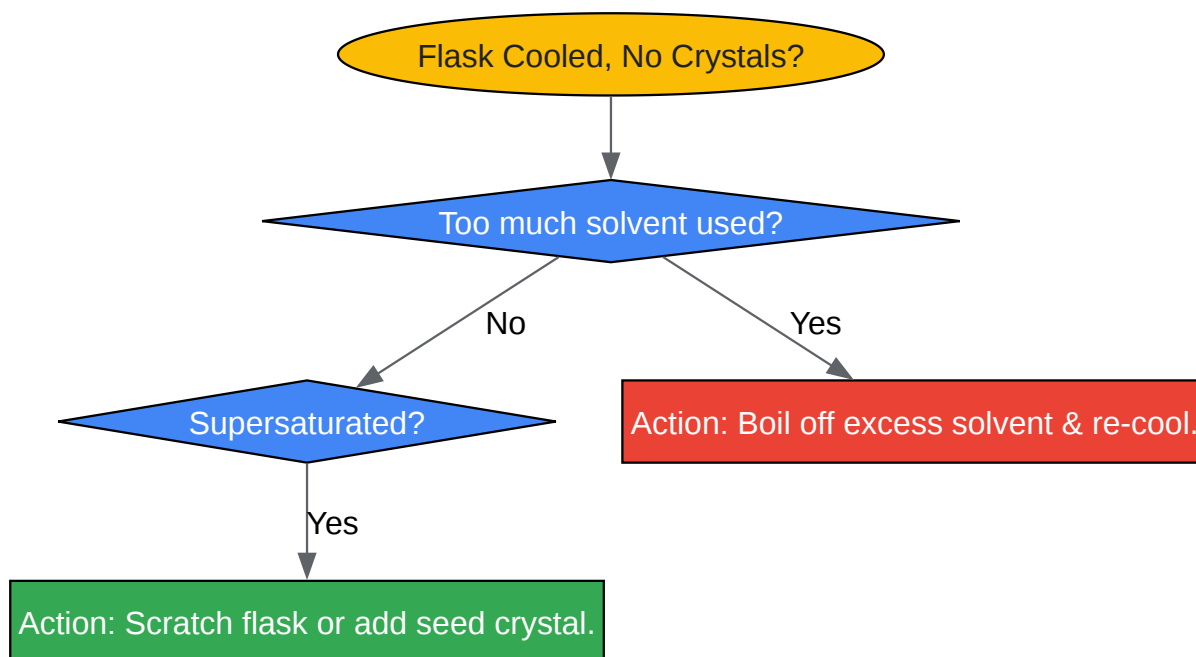 Flask Cooled, No Crystals?
Too much solvent used?
No
Yes
Supersaturated?
Action: Boil off excess solvent & re-cool.
Yes
Action: Scratch flask or add seed crystal.